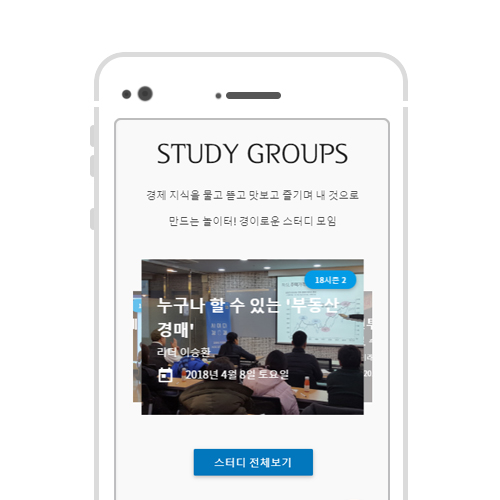 STUDY GROUPS
경제 지식을 물고 뜯고 맛보고 즐기며 내 것으로
만드는 놀이터! 경이로운 스터디 모임
18시즌 2
누구나 할 수 있는 '부동산
경매'
리더 이승환
2018년 4월 8일 토요일
스터디 전체보기